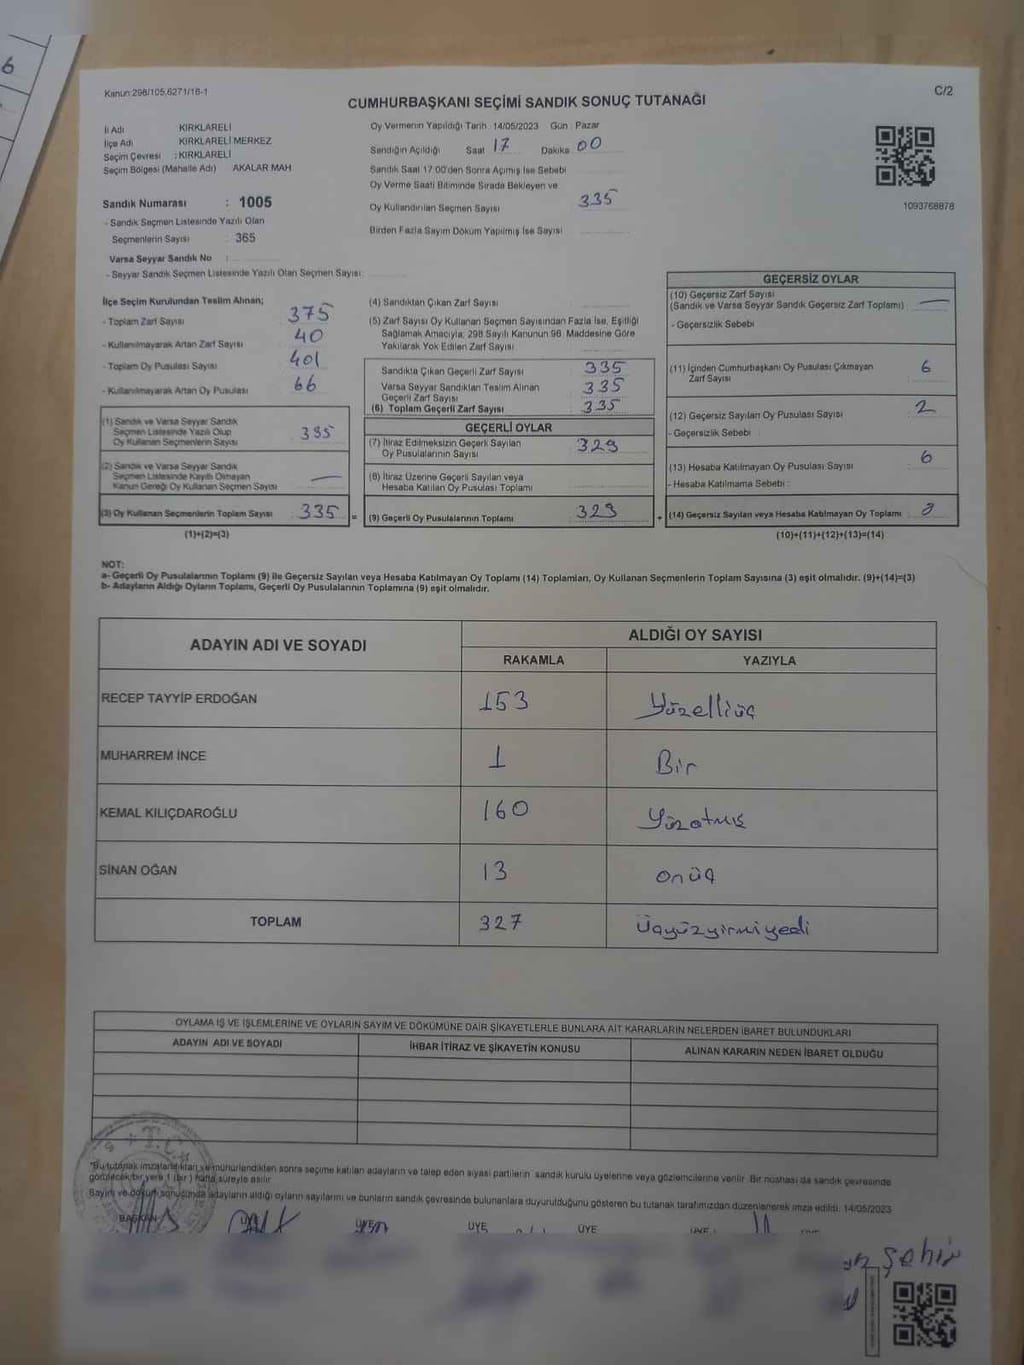 6
Kanun:298/105,6271/16-1
C/2
CUMHURBAŞKANI SEÇİMİ SANDIK SONUÇ TUTANAĞI
İl Adı KIRKLARELİ
İlçe Adı KIRKLARELİ MERKEZ
Seçim Çevresi : KIRKLARELİ
Seçim Bölgesi (Mahalle Adı) AKALAR MAH
Sandık Numarası : 1005
- Sandık Seçmen Listesinde Yazılı Olan
Seçmenlerin Sayısı : 365
Varsa Seyyar Sandık No :
- Seyyar Sandık Seçmen Listesinde Yazılı Olan Seçmen Sayısı:
Oy Vermenin Yapıldığı Tarih : 14/05/2023 Gün : Pazar
Sandığın Açıldığı Saat 17 Dakika 00
Sandık Saat 17:00'den Sonra Açımış İse Sebebi
Oy Verme Saati Bitiminde Sırada Bekleyen ve
Oy Kullandırılan Seçmen Sayısı 335
Birden Fazla Sayım Döküm Yapılmış İse Sayısı
1093768878
İlçe Seçim Kurulundan Teslim Alınan;
- Toplam Zarf Sayısı 375
- Kullanılmayarak Artan Zarf Sayısı 40
- Toplam Oy Pusulası Sayısı 401
- Kullanılmayarak Artan Oy Pusulası 66
(1) Sandık ve Varsa Seyyar Sandık
Seçmen Listesinde Yazılı Olup
Oy Kullanan Seçmenlerin Sayısı 335
(2) Sandık ve Varsa Seyyar Sandık
Seçmen Listesinde Kayıtlı Olmayan
Kanun Gereği Oy Kullanan Seçmen Sayısı —
(3) Oy Kullanan Seçmenlerin Toplam Sayısı 335
(1)+(2)=(3)
(4) Sandıktan Çıkan Zarf Sayısı
(5) Zarf Sayısı Oy Kullanan Seçmen Sayısından Fazla İse, Eşitliği
Sağlamak Amacıyla; 298 Sayılı Kanunun 98. Maddesine Göre
Yakılarak Yok Edilen Zarf Sayısı
Sandıkta Çıkan Geçerli Zarf Sayısı 335
Varsa Seyyar Sandıktan Teslim Alınan
Geçerli Zarf Sayısı 335
(6) Toplam Geçerli Zarf Sayısı 335
GEÇERLİ OYLAR
(7) İtiraz Edilmeksizin Geçerli Sayılan
Oy Pusulalarının Sayısı 323
(8) İtiraz Üzerine Geçerli Sayılan veya
Hesaba Katılan Oy Pusulası Toplamı
= (9) Geçerli Oy Pusulalarının Toplamı 323
GEÇERSİZ OYLAR
(10) Geçersiz Zarf Sayısı
(Sandık ve Varsa Seyyar Sandık Geçersiz Zarf Toplamı) —
- Geçersizlik Sebebi
(11) İçinden Cumhurbaşkanı Oy Pusulası Çıkmayan
Zarf Sayısı 6
(12) Geçersiz Sayılan Oy Pusulası Sayısı 2
- Geçersizlik Sebebi
(13) Hesaba Katılmayan Oy Pusulası Sayısı 6
- Hesaba Katılmama Sebebi :
+ (14) Geçersiz Sayılan veya Hesaba Katılmayan Oy Toplamı
(10)+(11)+(12)+(13)=(14)
NOT:
a- Geçerli Oy Pusulalarının Toplamı (9) ile Geçersiz Sayılan veya Hesaba Katılmayan Oy Toplamı (14) Toplamları, Oy Kullanan Seçmenlerin Toplam Sayısına (3) eşit olmalıdır. (9)+(14)=(3)
b- Adayların Aldığı Oyların Toplamı, Geçerli Oy Pusulalarının Toplamına (9) eşit olmalıdır.
ADAYIN ADI VE SOYADI ALDIĞI OY SAYISI
RAKAMLA YAZIYLA
RECEP TAYYİP ERDOĞAN 153 Yüzelliüç
MUHARREM İNCE 1 Bir
KEMAL KILIÇDAROĞLU 160 Yüzatmış
SİNAN OĞAN 13 onüç
TOPLAM 327 Üçyüzyirmiyedi
OYLAMA İŞ VE İŞLEMLERİNE VE OYLARIN SAYIM VE DÖKÜMÜNE DAİR ŞİKAYETLERLE BUNLARA AİT KARARLARIN NELERDEN İBARET BULUNDUKLARI
ADAYIN ADI VE SOYADI İHBAR İTİRAZ VE ŞİKAYETİN KONUSU ALINAN KARARIN NEDEN İBARET OLDUĞU
T.C.
*Bu tutanak imzalandıktan ve mühürlendikten sonra seçime katılan adayların ve talep eden siyasi partilerin sandık kurulu üyelerine veya gözlemcilerine verilir. Bir nüshası da sandık çevresinde
görülecek bir yere 1 (bir) hafta süreyle asılır
Sayım ve döküm sonucunda adayların aldığı oyların sayılarını ve bunların sandık çevresinde bulunanlara duyurulduğunu gösteren bu tutanak tarafımızdan düzenlenerek imza edildi. 14/05/2023
BAŞKAN ÜYE ÜYE ÜYE ÜYE
Şehir